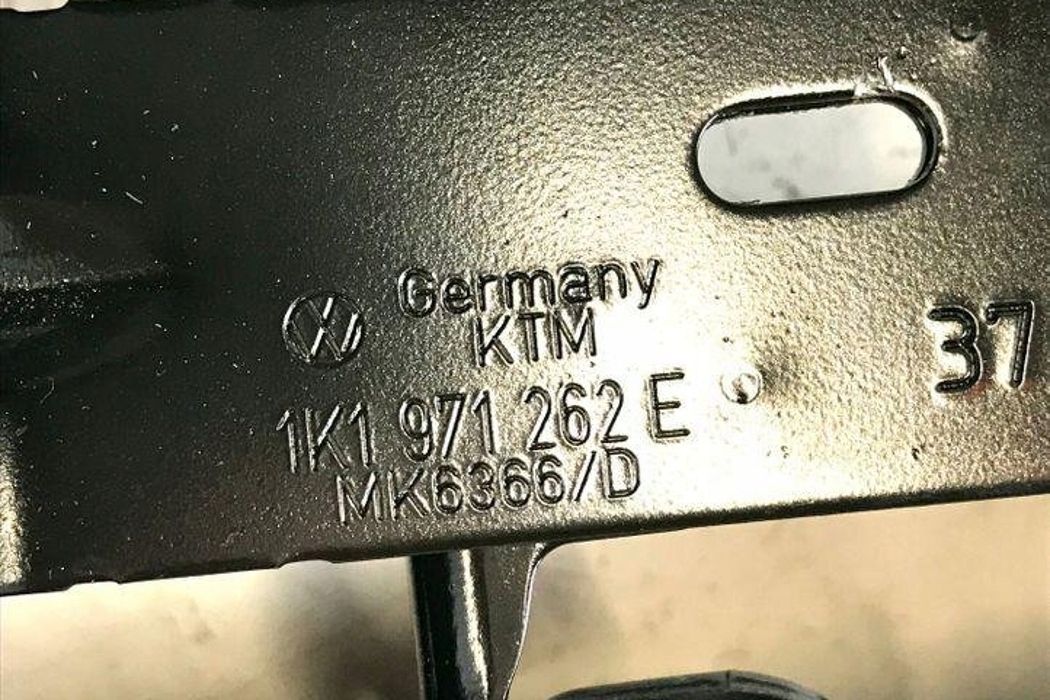 Germany
KTM
1K1 971 262 E
MK6366/D
37